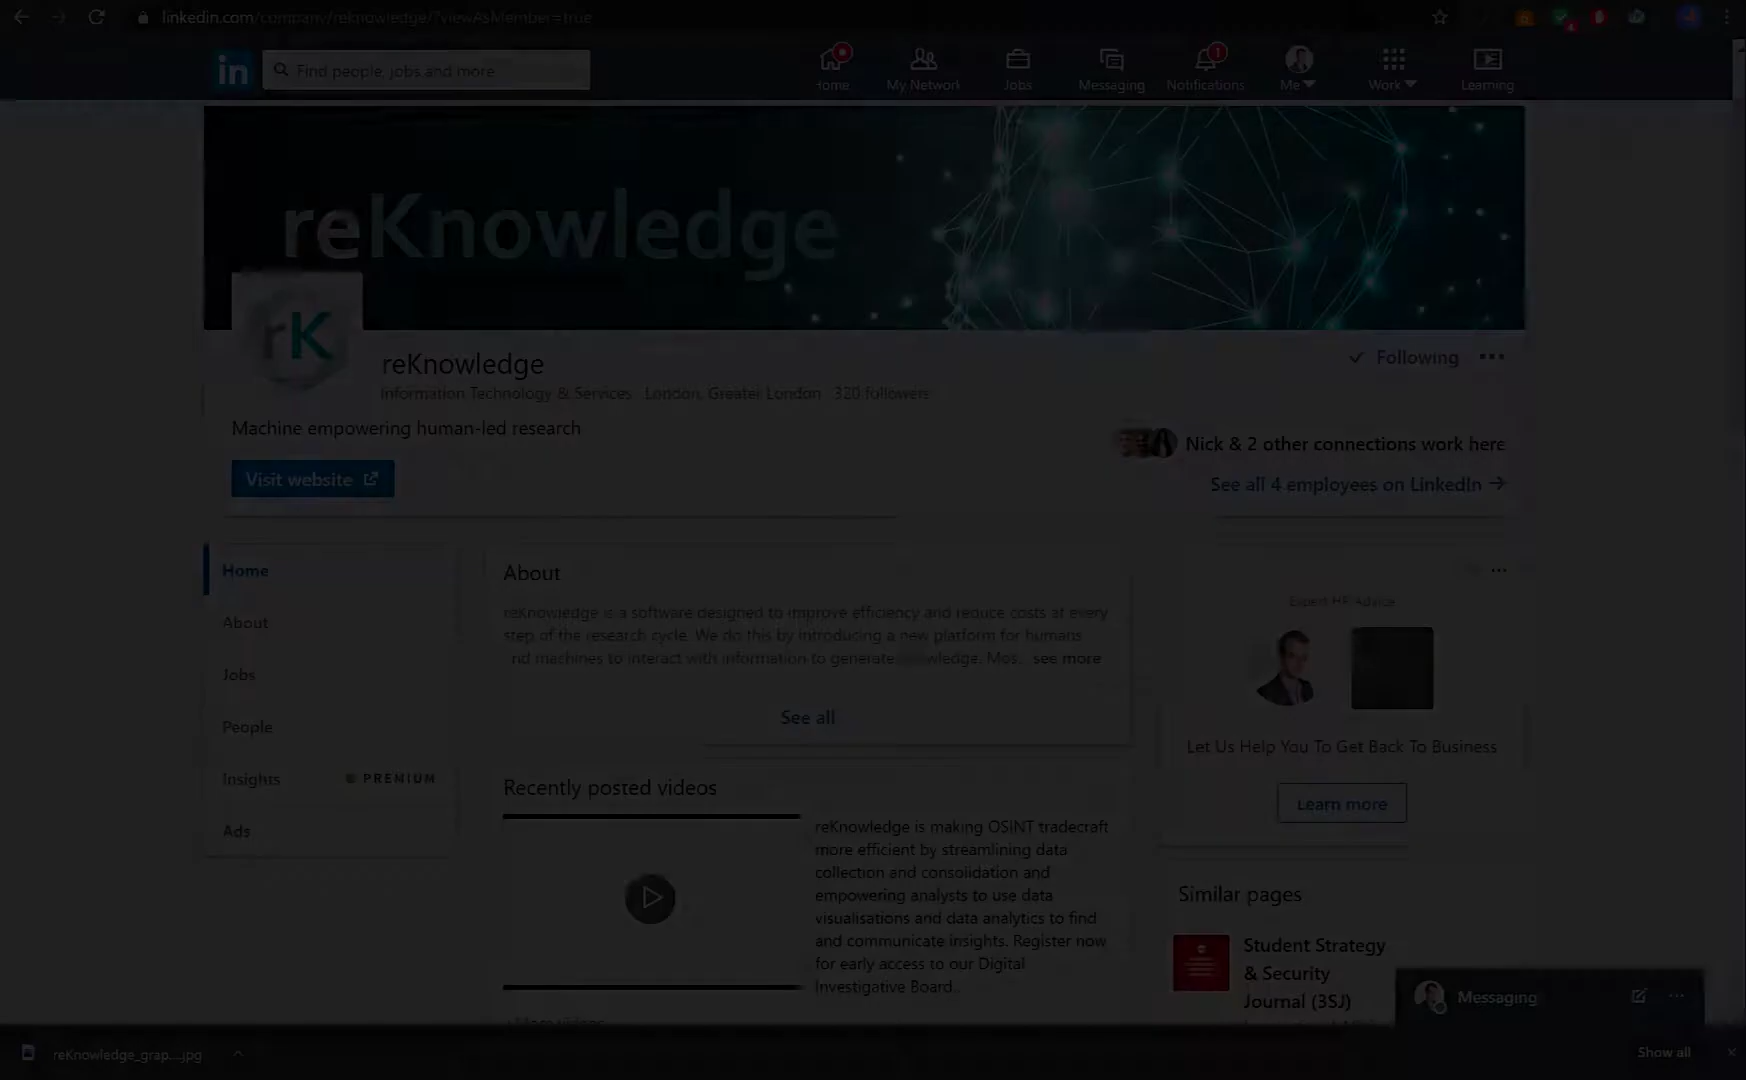 linkedin.com/company/reknowledge/?viewAsMember=true
in
Find people, jobs and more
Home
My Network
Jobs
1
Messaging
Notifications
Me
Work
Learning
reKnowledge
rK
reKnowledge
Information Technology & Services London, Greater London 320 followers
Following
Machine empowering human-led research
Nick & 2 other connections work here
Visit website
See all 4 employees on LinkedIn
Home
About
Jobs
People
Insights PREMIUM
Ads
About
reKnowledge is a software designed to improve efficiency and reduce costs at every
step of the research cycle. We do this by introducing a new platform for humans
nd machines to interact with information to generate knowledge. Mos... see more
See all
Recently posted videos
reKnowledge is making OSINT tradecraft
more efficient by streamlining data
collection and consolidation and
empowering analysts to use data
visualisations and data analytics to find
and communicate insights. Register now
for early access to our Digital
Investigative Board..
More videos
Expert HR Advice
Let Us Help You To Get Back To Business
Learn more
Similar pages
Student Strategy
& Security
Journal (3SJ)
Messaging
reKnowledge_grap....jpg
Show all